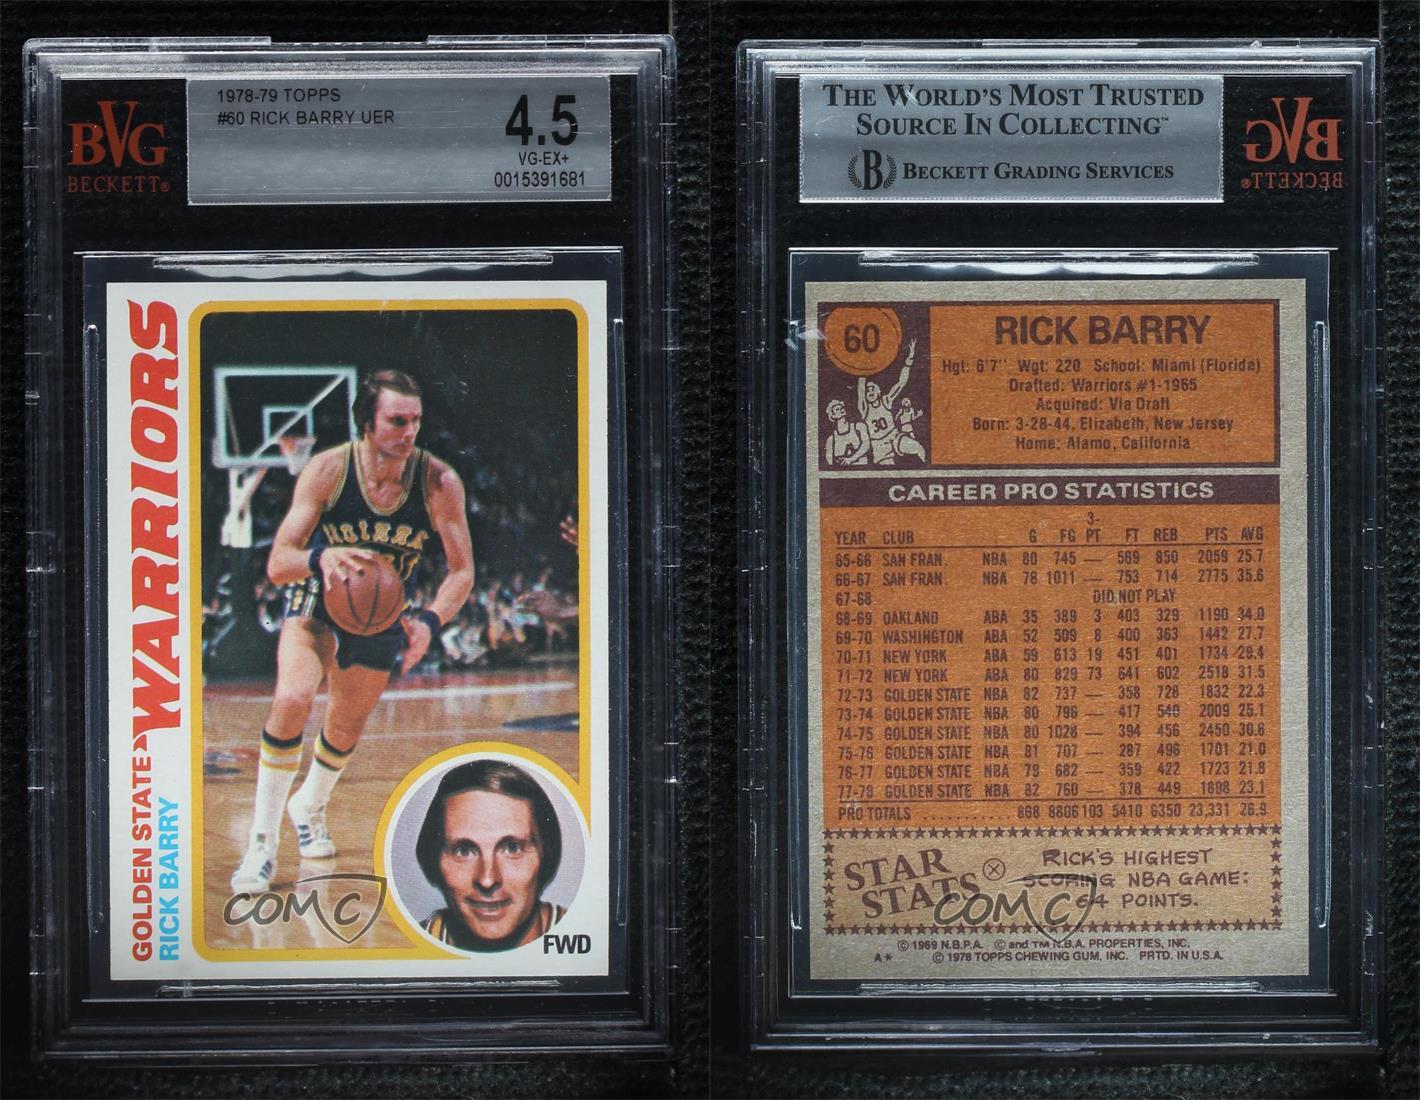 BVG
BECKETT®
1978-79 TOPPS
#60 RICK BARRY UER
4.5
VG-EX+
0015391681
GOLDEN STATE WARRIORS
RICK BARRY
FWD
COMC
THE WORLD'S MOST TRUSTED
SOURCE IN COLLECTING™
B BECKETT GRADING SERVICES
BVG
BECKETT®
60
RICK BARRY
Hgt: 6'7" Wgt: 220 School: Miami (Florida)
Drafted: Warriors #1-1965
Acquired: Via Draft
Born: 3-28-44, Elizabeth, New Jersey
Home: Alamo, California
30
CAREER PRO STATISTICS
YEAR CLUB G FG 3-PT FT REB PTS AVG
65-66 SAN FRAN. NBA 80 745 — 569 850 2059 25.7
66-67 SAN FRAN. NBA 78 1011 — 753 714 2775 35.6
67-68 DID NOT PLAY
68-69 OAKLAND ABA 35 389 3 403 329 1190 34.0
69-70 WASHINGTON ABA 52 509 8 400 363 1442 27.7
70-71 NEW YORK ABA 59 613 19 451 401 1734 29.4
71-72 NEW YORK ABA 80 829 73 641 602 2518 31.5
72-73 GOLDEN STATE NBA 82 737 — 358 728 1832 22.3
73-74 GOLDEN STATE NBA 80 796 — 417 540 2009 25.1
74-75 GOLDEN STATE NBA 80 1028 — 394 456 2450 30.6
75-76 GOLDEN STATE NBA 81 707 — 287 496 1701 21.0
76-77 GOLDEN STATE NBA 79 682 — 359 422 1723 21.8
77-78 GOLDEN STATE NBA 82 760 — 378 449 1898 23.1
PRO TOTALS .......... 868 8806 103 5410 6350 23,331 26.9
STAR STATS
RICK'S HIGHEST
SCORING NBA GAME:
64 POINTS.
COMC
© 1969 N.B.P.A. © and TM N.B.A. PROPERTIES, INC.
A* © 1978 TOPPS CHEWING GUM, INC. PRTD. IN U.S.A.